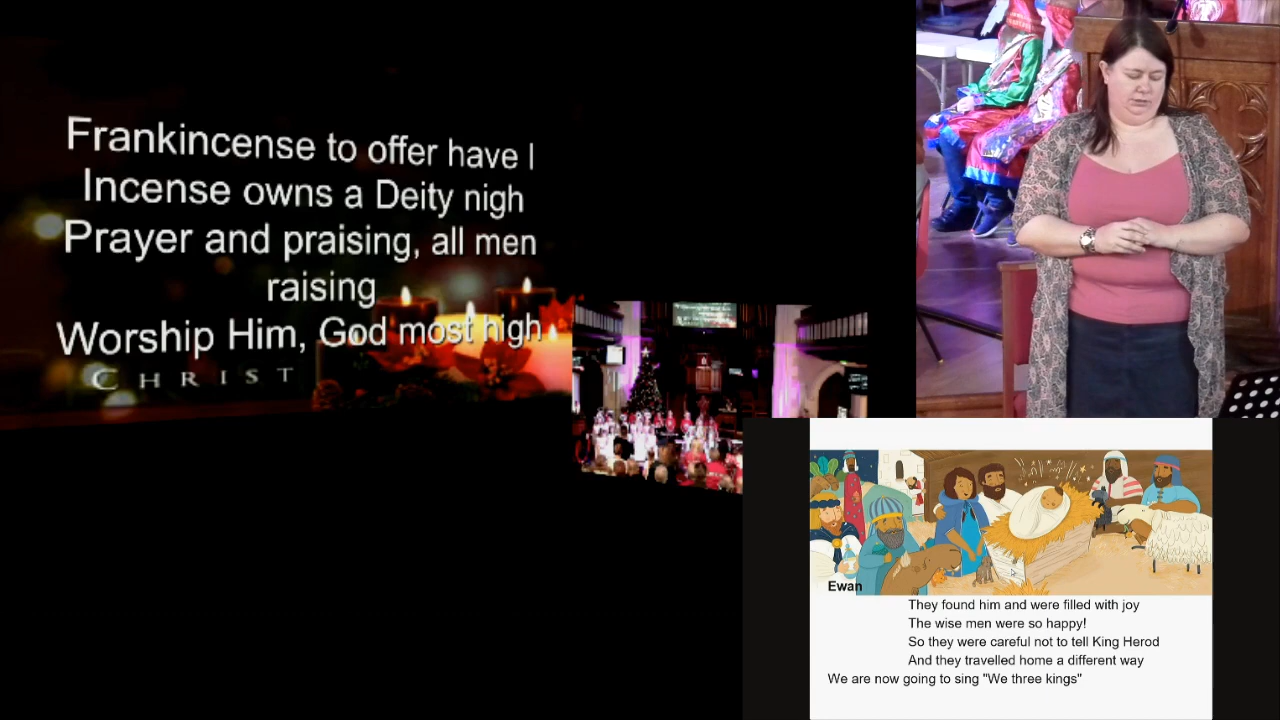 Frankincense to offer have I
Incense owns a Deity nigh
Prayer and praising, all men
raising
Worship Him, God most high
CHRIST
Ewan
They found him and were filled with joy
The wise men were so happy!
So they were careful not to tell King Herod
And they travelled home a different way
We are now going to sing "We three kings"